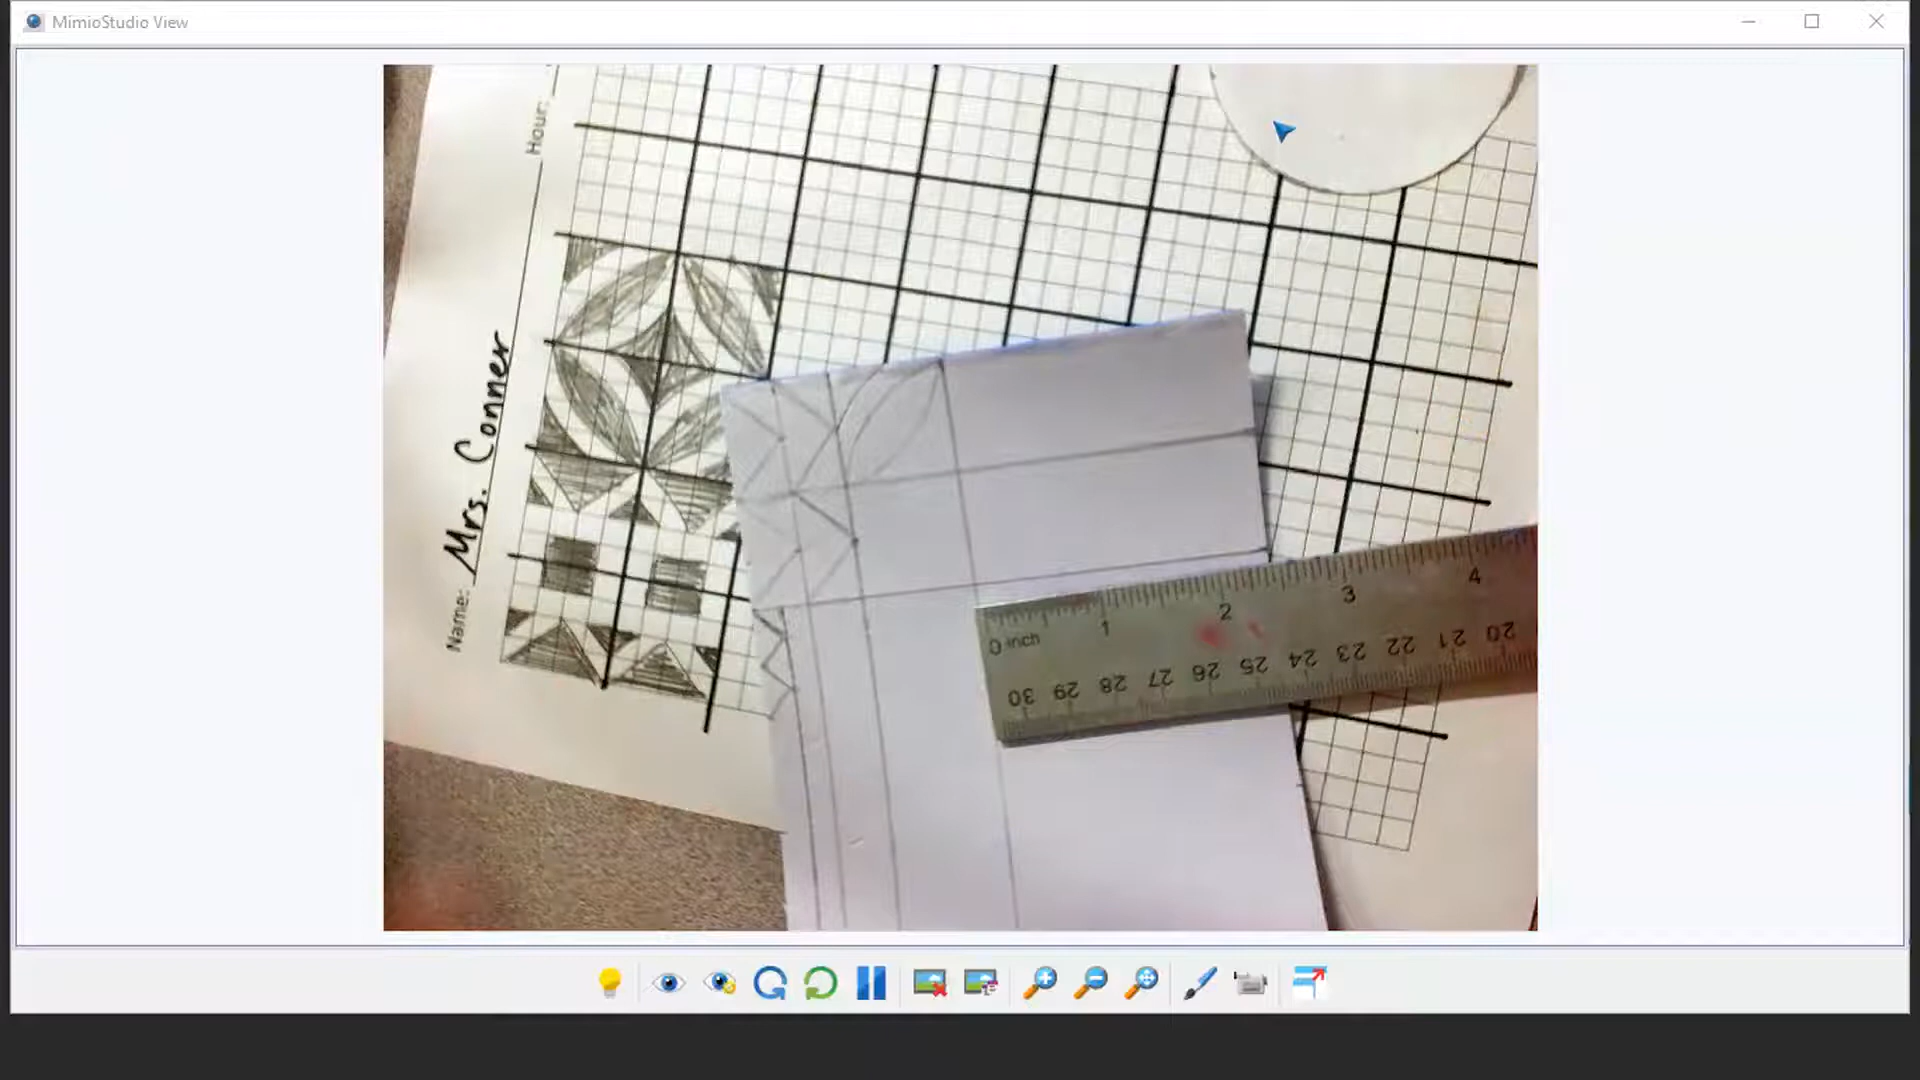 MimioStudio View
Hour:
Name: Mrs. Conner
0 inch 1 2 3 4
30 29 28 27 26 25 24 23 22 21 20